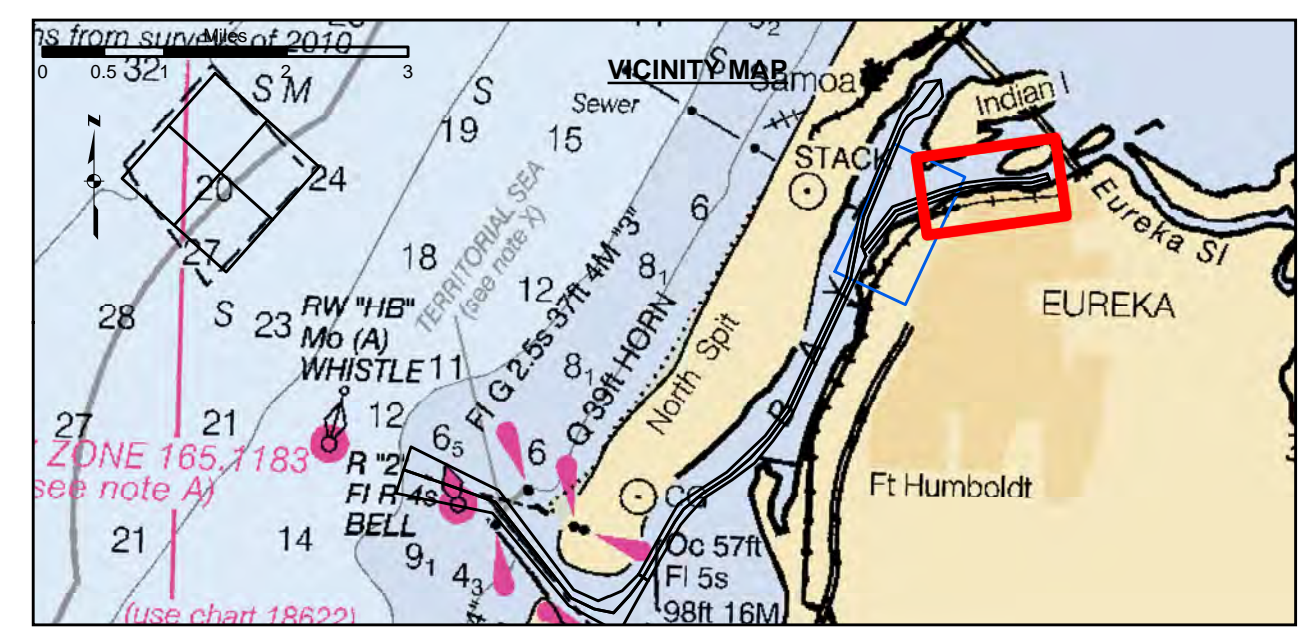 ns from surveys of 2010
Miles
0 0.5 1 2 3
VICINITY MAP
32
S M
S
19
Sewer
15
S
9₂
Samoa
Indian I
N
20
24
27
STACK
6
TERRITORIAL SEA
(see note X)
18
12
8₁
Eureka Sl
EUREKA
28
S
23
RW "HB"
Mo (A)
WHISTLE
11
Fl G 2.5s 37ft 4M "3"
8₁
Q 39ft HORN
North Spit
B A Y
27
21
12
6₅
6
ZONE 165.1183
(see note A)
R "2"
Fl R 4s
BELL
CG
Ft Humboldt
21
14
9₁
4₃
Oc 57ft
Fl 5s
98ft 16M
(use chart 18622)
4"